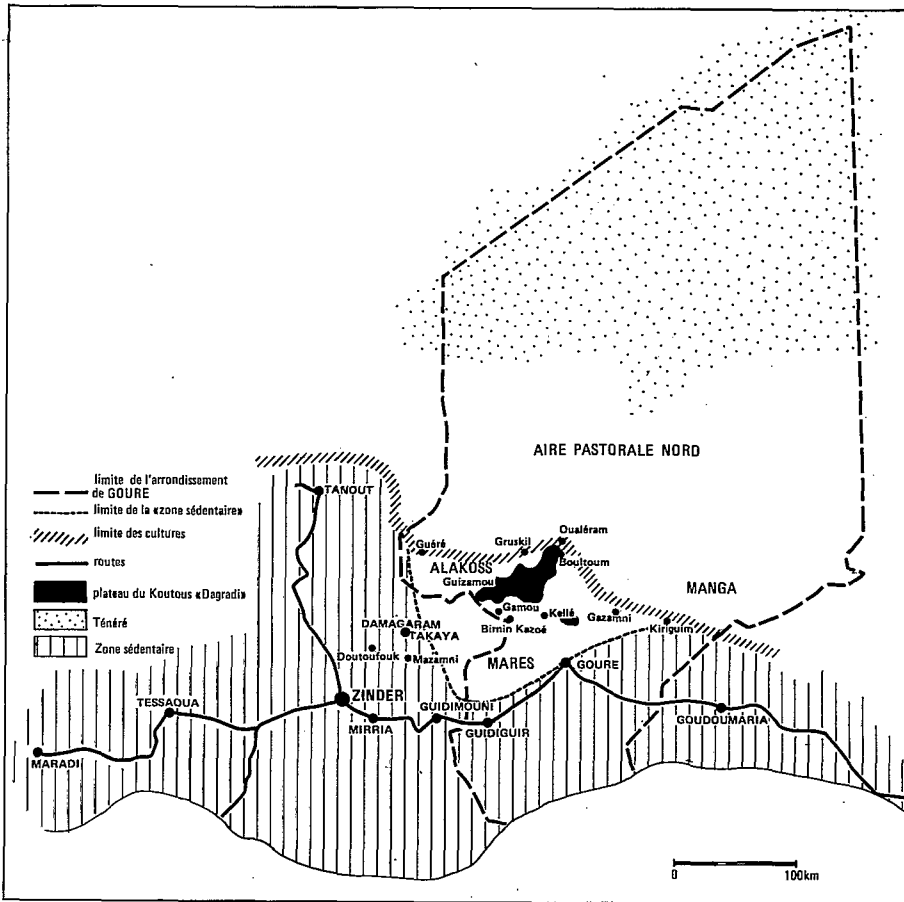 AIRE PASTORALE NORD
limite de l'arrondissement
de GOURE
limite de la «zone sédentaire»
limite des cultures
routes
plateau du Koutous «Dagradi»
Ténéré
Zone sédentaire
TANOUT
Oualéram
Guéré
Gruskil
ALAKOSS
Boultoum
Guizamou
MANGA
Gamou
Kellé
Gazamni
Birnin Kazoé
Kiriguim
DAMAGARAM
TAKAYA
Doutoufouk
Mazamni
MARES
GOURE
ZINDER
TESSAOUA
GUIDIMOUNI
MIRRIA
GUIDIGUIR
GOUDOUMARIA
MARADI
0
100km